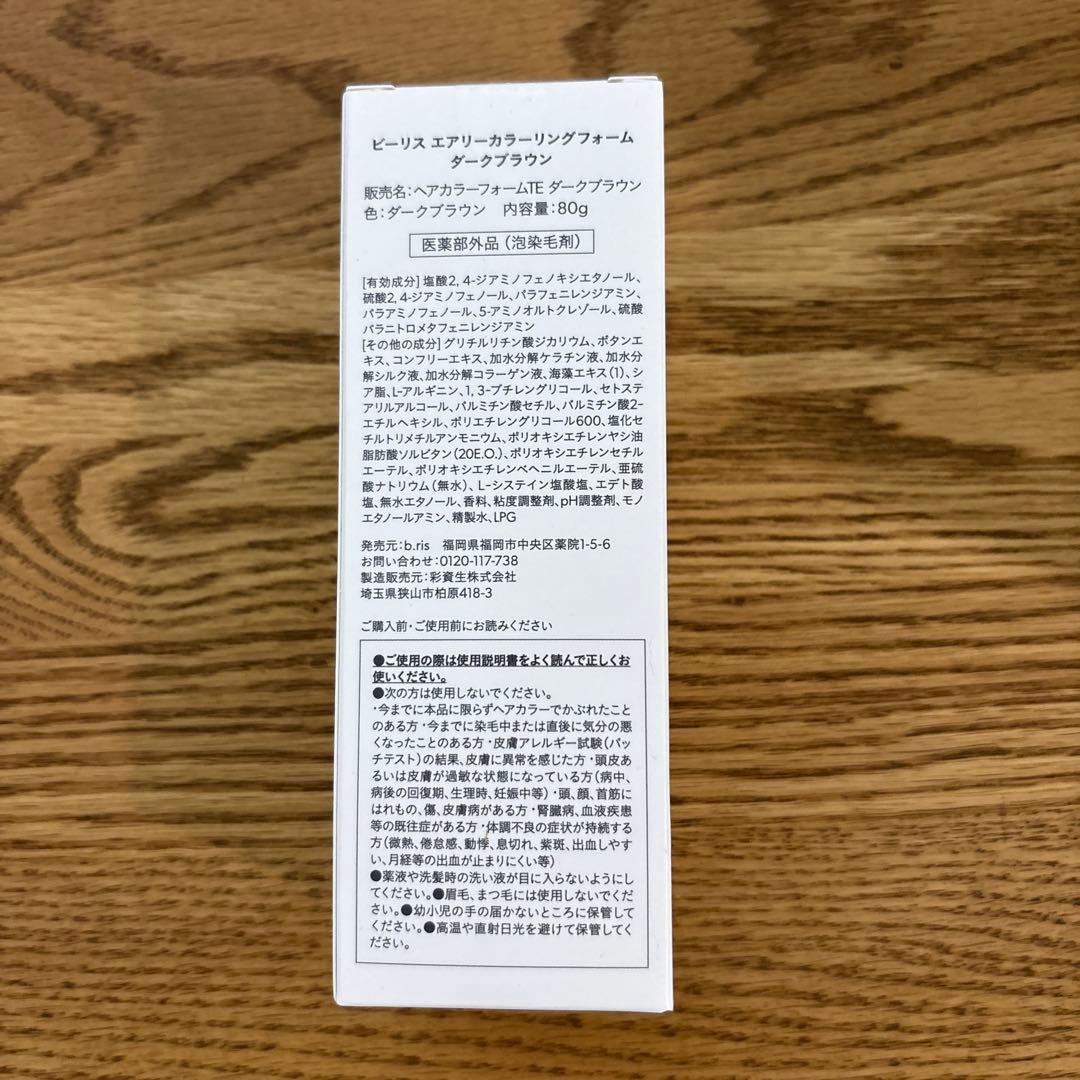 ビーリス エアリーカラーリングフォーム
ダークブラウン
販売名:ヘアカラーフォームTE ダークブラウン
色:ダークブラウン 内容量:80g
医薬部外品(泡染毛剤)
[有効成分]塩酸2, 4-ジアミノフェノキシエタノール、
硫酸2, 4-ジアミノフェノール、パラフェニレンジアミン、
パラアミノフェノール、5-アミノオルトクレゾール、硫酸
パラニトロメタフェニレンジアミン
[その他の成分]グリチルリチン酸ジカリウム、ボタンエ
キス、コンフリーエキス、加水分解ケラチン液、加水分
解シルク液、加水分解コラーゲン液、海藻エキス(1)、シ
ア脂、L-アルギニン、1, 3-ブチレングリコール、セトステ
アリルアルコール、パルミチン酸セチル、パルミチン酸2-
エチルヘキシル、ポリエチレングリコール600、塩化セ
チルトリメチルアンモニウム、ポリオキシエチレンヤシ油
脂肪酸ソルビタン(20E.O.)、ポリオキシエチレンセチル
エーテル、ポリオキシエチレンベヘニルエーテル、亜硫
酸ナトリウム(無水)、L-システイン塩酸塩、エデト酸
塩、無水エタノール、香料、粘度調整剤、pH調整剤、モノ
エタノールアミン、精製水、LPG
発売元:b.ris 福岡県福岡市中央区薬院1-5-6
お問い合わせ:0120-117-738
製造販売元:彩資生株式会社
埼玉県狭山市柏原418-3
ご購入前・ご使用前にお読みください
●ご使用の際は使用説明書をよく読んで正しくお
使いください。
●次の方は使用しないでください。
・今までに本品に限らずヘアカラーでかぶれたこと
のある方・今までに染毛中または直後に気分の悪
くなったことのある方・皮膚アレルギー試験(パッ
チテスト)の結果、皮膚に異常を感じた方・頭皮あ
るいは皮膚が過敏な状態になっている方(病中、
病後の回復期、生理時、妊娠中等)・頭、顔、首筋に
はれもの、傷、皮膚病がある方・腎臓病、血液疾患
等の既往症がある方・体調不良の症状が持続する
方(微熱、倦怠感、動悸、息切れ、紫斑、出血しやす
い、月経等の出血が止まりにくい等)
●薬液や洗髪時の洗い液が目に入らないようにし
てください。●眉毛、まつ毛には使用しないでくだ
さい。●幼小児の手の届かないところに保管して
ください。●高温や直射日光を避けて保管してく
ださい。